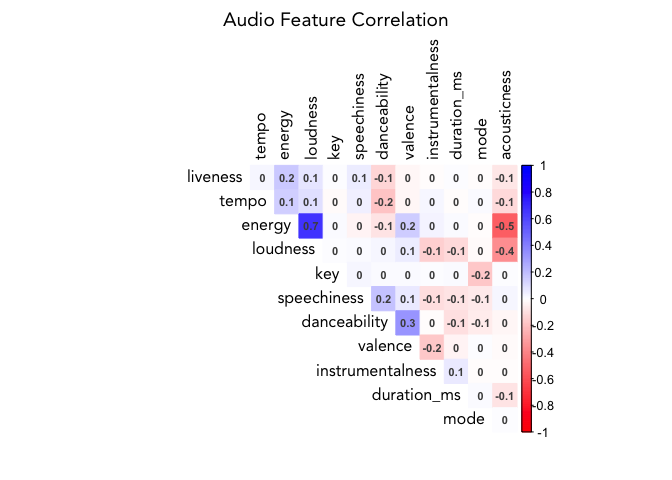 Audio Feature Correlation
tempo
energy
loudness
key
speechiness
danceability
valence
instrumentalness
duration_ms
mode
acousticness
liveness 0 0.2 0.1 0 0.1 -0.1 0 0 0 0 -0.1
tempo 0.1 0.1 0 0 -0.2 0 0 0 0 -0.1
energy 0.7 0 0 -0.1 0.2 0 0 0 -0.5
loudness 0 0 0 0.1 -0.1 -0.1 0 -0.4
key 0 0 0 0 0 -0.2 0
speechiness 0.2 0.1 -0.1 -0.1 -0.1 0
danceability 0.3 0 -0.1 -0.1 0
valence -0.2 0 0 0
instrumentalness 0.1 0 0
duration_ms 0 -0.1
mode 0
1
0.8
0.6
0.4
0.2
0
-0.2
-0.4
-0.6
-0.8
-1